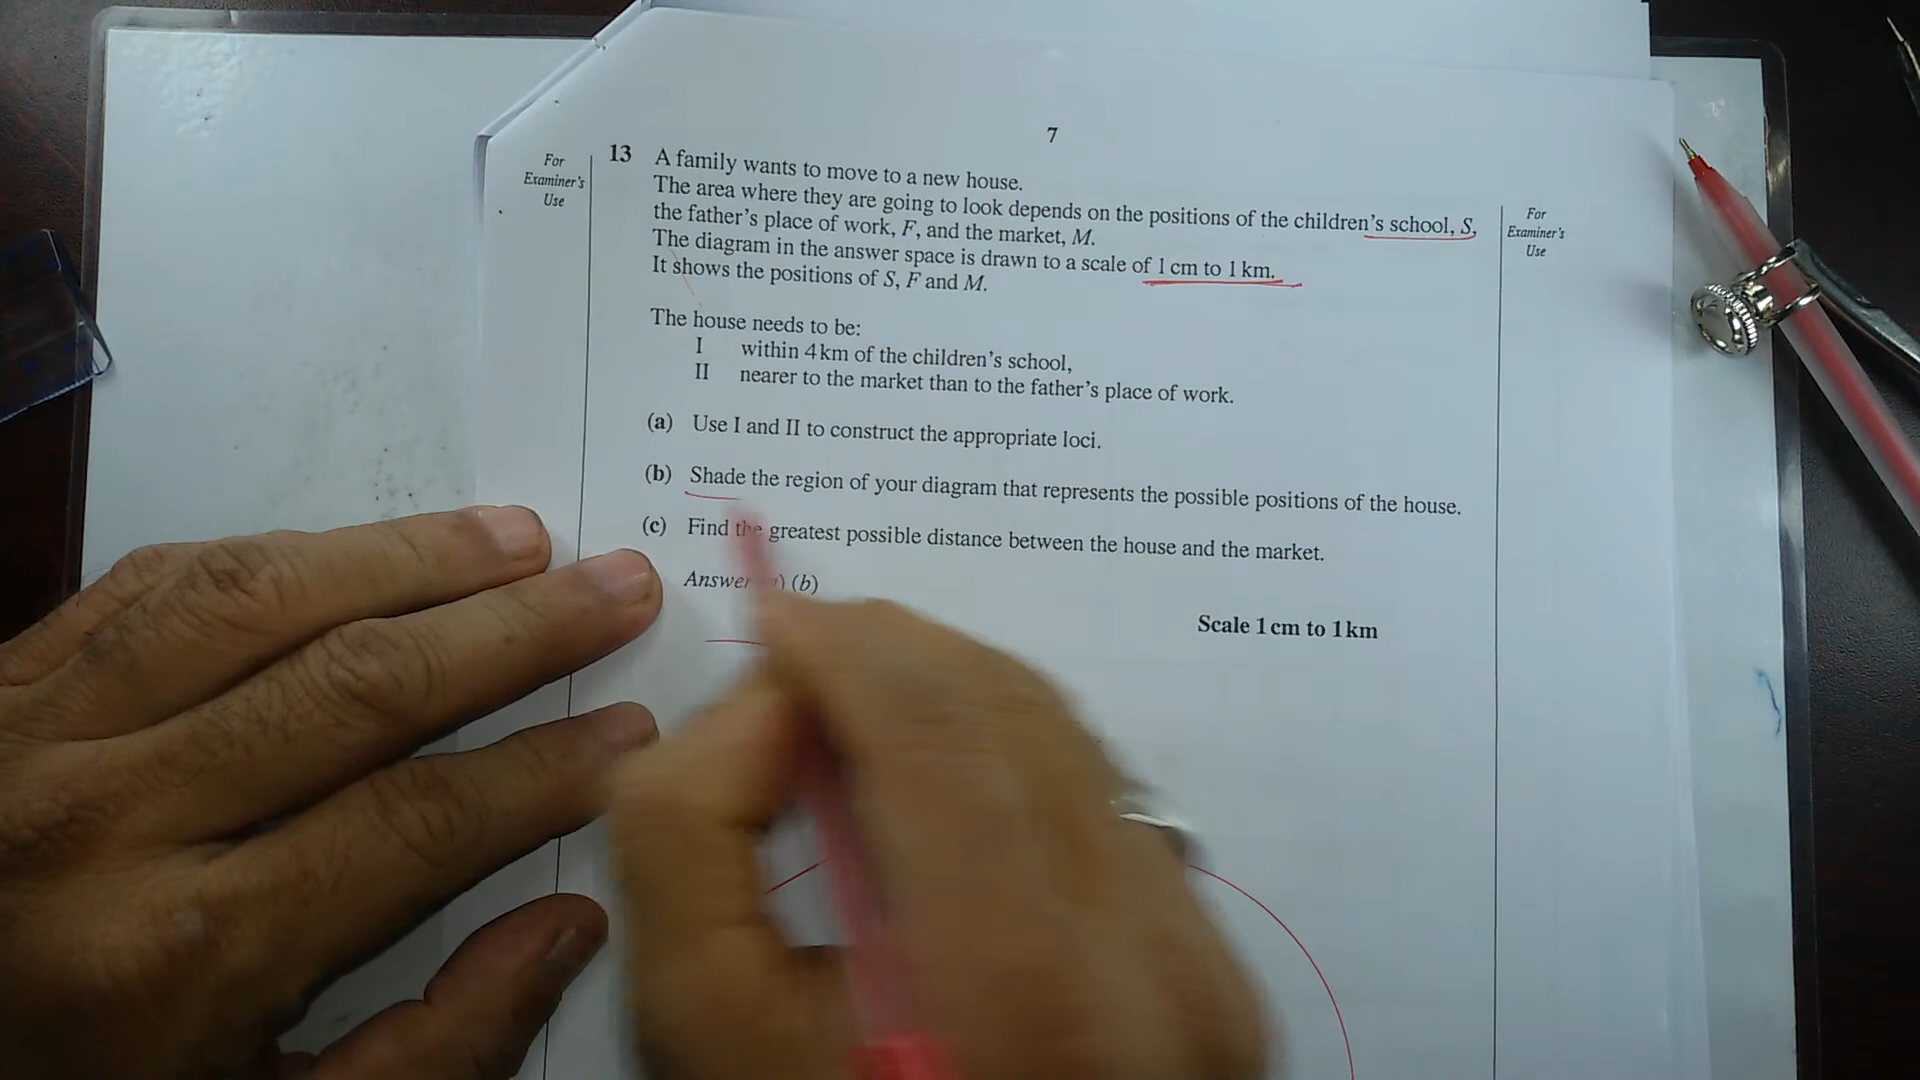 7
For
Examiner's
Use
13 A family wants to move to a new house.
The area where they are going to look depends on the positions of the children's school, S,
the father's place of work, F, and the market, M.
The diagram in the answer space is drawn to a scale of 1 cm to 1 km.
It shows the positions of S, F and M.
For
Examiner's
Use
The house needs to be:
I within 4 km of the children's school,
II nearer to the market than to the father's place of work.
(a) Use I and II to construct the appropriate loci.
(b) Shade the region of your diagram that represents the possible positions of the house.
(c) Find the greatest possible distance between the house and the market.
Answer (b)
Scale 1 cm to 1 km